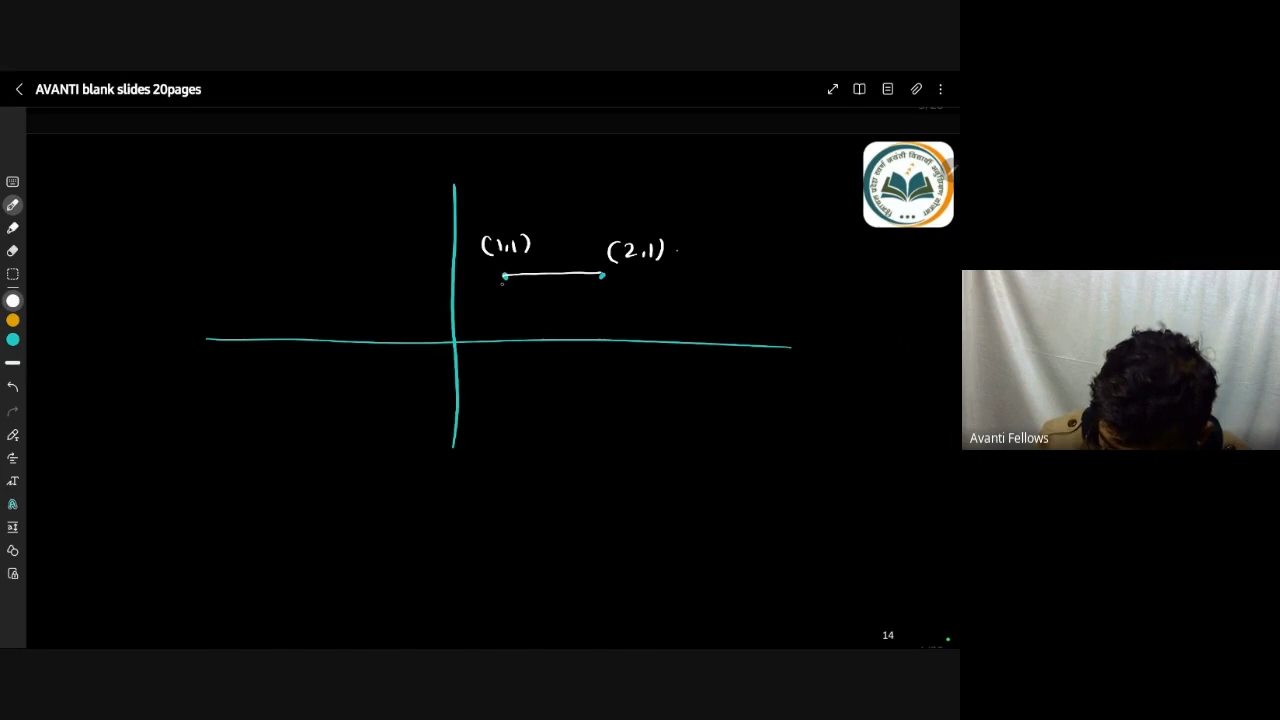 AVANTI blank slides 20pages
(1,1)
(2,1)
Avanti Fellows
14